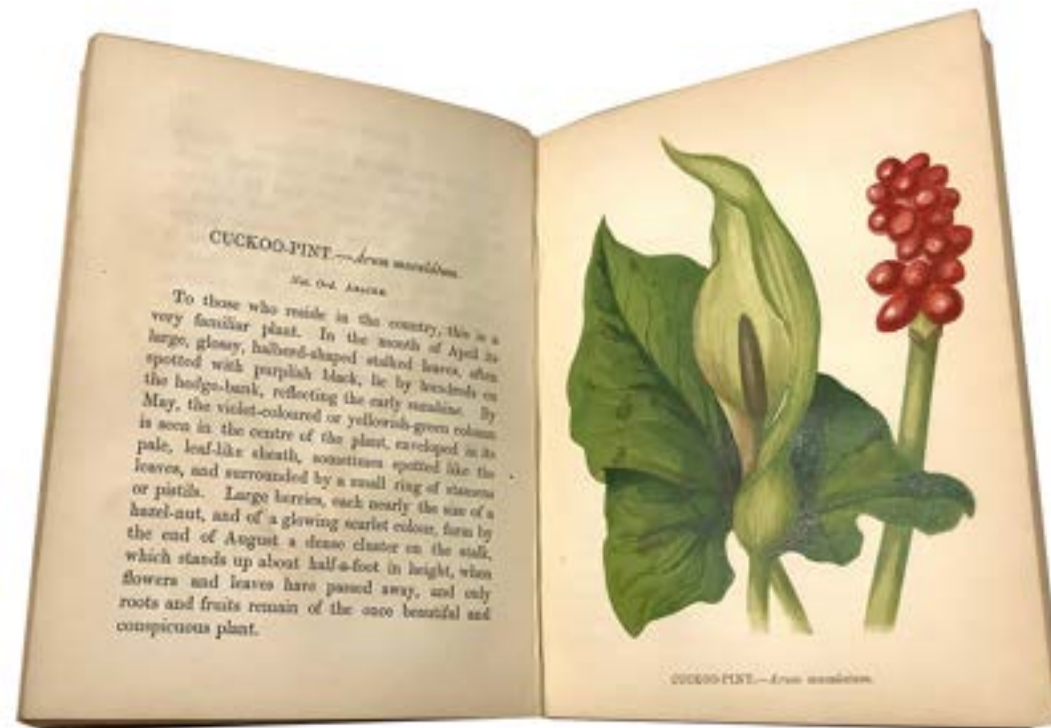 CUCKOO-PINT.—Arum maculatum.
Nat. Ord. ARACEÆ.
To those who reside in the country, this is a
very familiar plant. In the month of April its
large, glossy, halberd-shaped stalked leaves, often
spotted with purplish black, lie by hundreds on
the hedge-bank, reflecting the early sunshine. By
May, the violet-coloured or yellowish-green column
is seen in the centre of the plant, enveloped in its
pale, leaf-like sheath, sometimes spotted like the
leaves, and surrounded by a small ring of stamens
or pistils. Large berries, each nearly the size of a
hazel-nut, and of a glowing scarlet colour, form by
the end of August a dense cluster on the stalk,
which stands up about half-a-foot in height, when
flowers and leaves have passed away, and only
roots and fruits remain of the once beautiful and
conspicuous plant.
CUCKOO-PINT.—Arum maculatum.